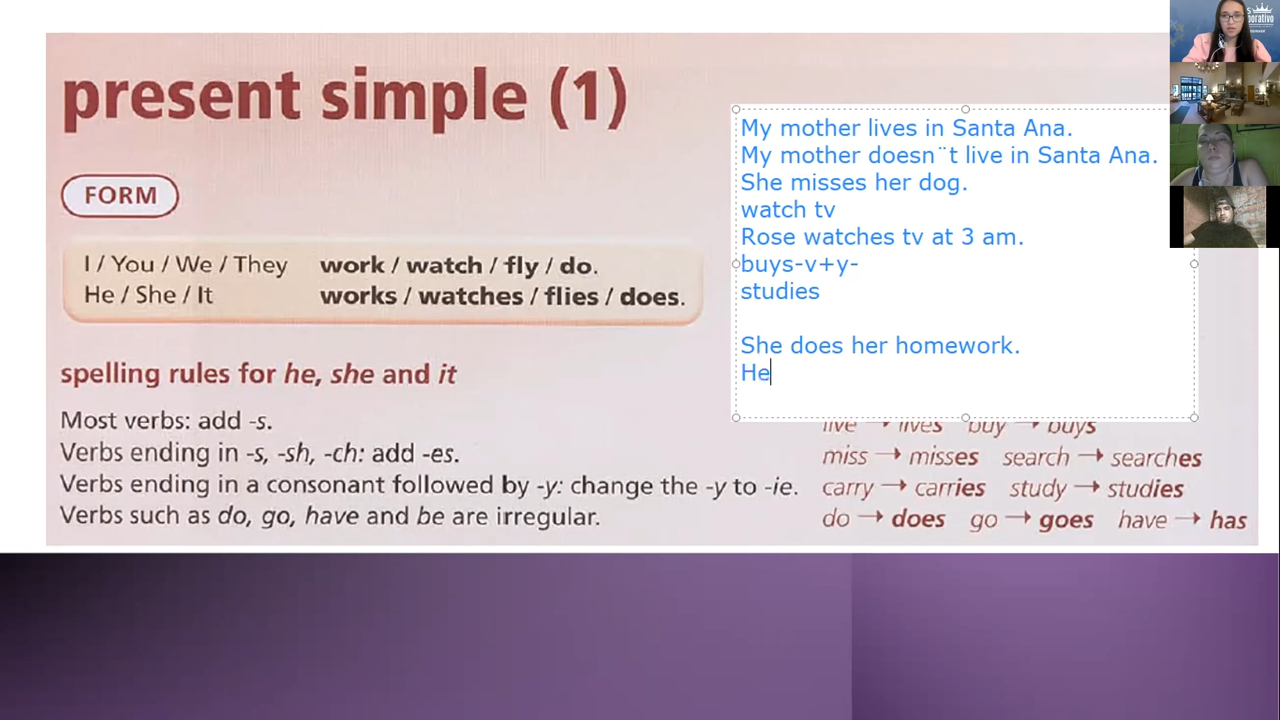 present simple (1)
FORM
I / You / We / They work / watch / fly / do.
He / She / It works / watches / flies / does.
spelling rules for he, she and it
Most verbs: add -s.
Verbs ending in -s, -sh, -ch: add -es.
Verbs ending in a consonant followed by -y: change the -y to -ie.
Verbs such as do, go, have and be are irregular.
My mother lives in Santa Ana.
My mother doesn¨t live in Santa Ana.
She misses her dog.
watch tv
Rose watches tv at 3 am.
buys-v+y-
studies
She does her homework.
He
live → lives buy → buys
miss → misses search → searches
carry → carries study → studies
do → does go → goes have → has